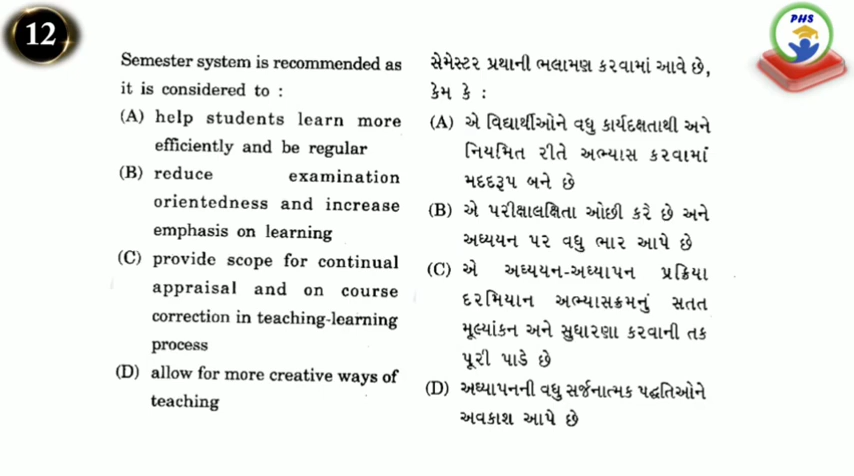 12
PHS
Semester system is recommended as
it is considered to :
(A) help students learn more
efficiently and be regular
(B) reduce examination
orientedness and increase
emphasis on learning
(C) provide scope for continual
appraisal and on course
correction in teaching-learning
process
(D) allow for more creative ways of
teaching
સેમેસ્ટર પ્રથાની ભલામણ કરવામાં આવે છે,
કેમ કે :
(A) એ વિદ્યાર્થીઓને વધુ કાર્યદક્ષતાથી અને
નિયમિત રીતે અભ્યાસ કરવામાં
મદદરૂપ બને છે
(B) એ પરીક્ષાલક્ષિતા ઓછી કરે છે અને
અધ્યયન પર વધુ ભાર આપે છે
(C) એ અધ્યયન-અધ્યાપન પ્રક્રિયા
દરમિયાન અભ્યાસક્રમનું સતત
મૂલ્યાંકન અને સુધારણા કરવાની તક
પૂરી પાડે છે
(D) અધ્યાપનની વધુ સર્જનાત્મક પદ્ધતિઓને
અવકાશ આપે છે